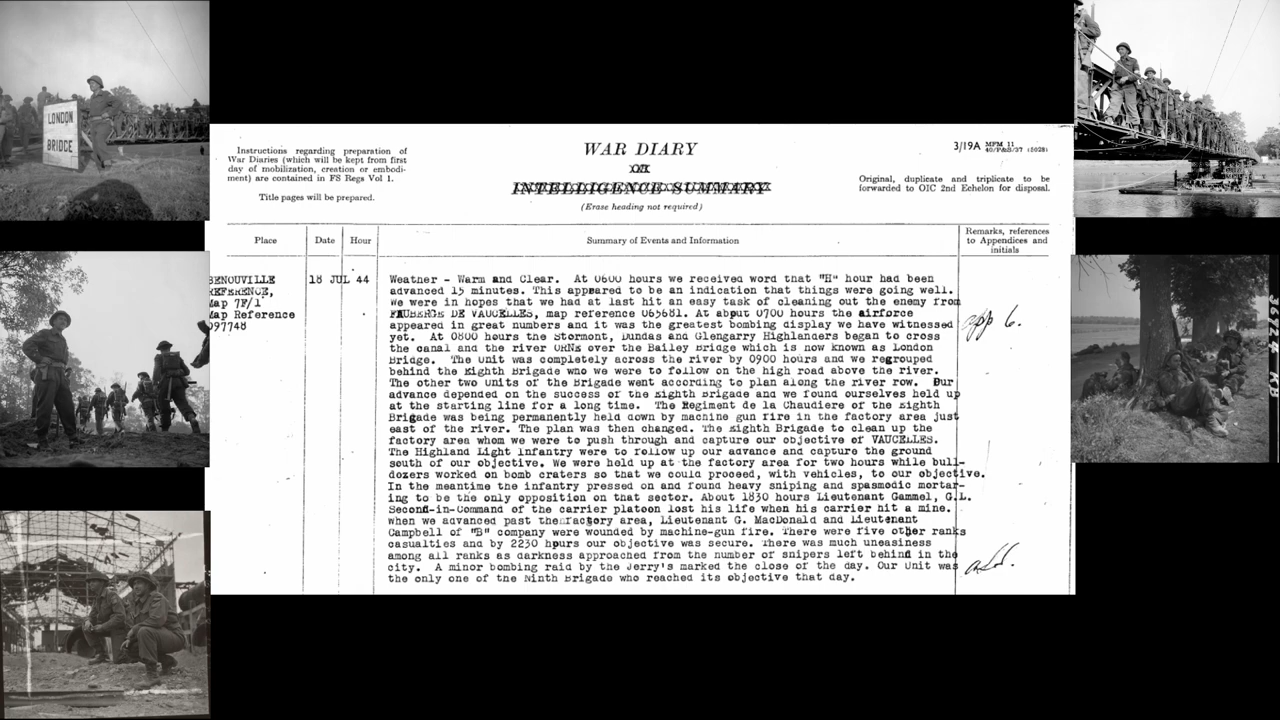 LONDON
BRIDGE
Instructions regarding preparation of
War Diaries (which will be kept from first
day of mobilization, creation or embodi-
ment) are contained in FS Regs Vol 1.
Title pages will be prepared.
WAR DIARY
OR
INTELLIGENCE SUMMARY
(Erase heading not required)
3/19A MFM 11
Original, duplicate and triplicate to be
forwarded to OIC 2nd Echelon for disposal.
Place Date Hour Summary of Events and Information Remarks, references
to Appendices and
initials
BENOUVILLE
REFERENCE,
Map 7F/1
Map Reference
097748
18 JUL 44
Weather - Warm and Clear. At 0600 hours we received word that "H" hour had been
advanced 15 minutes. This appeared to be an indication that things were going well.
We were in hopes that we had at last hit an easy task of cleaning out the enemy from
FAUBERGE DE VAUCELLES, map reference 065681. At about 0700 hours the airforce
appeared in great numbers and it was the greatest bombing display we have witnessed
yet. At 0800 hours the Stormont, Dundas and Glengarry Highlanders began to cross
the canal and the river ORNE over the Bailey Bridge which is now known as London
Bridge. The Unit was completely across the river by 0900 hours and we regrouped
behind the Eighth Brigade who we were to follow on the high road above the river.
The other two Units of the Brigade went according to plan along the river row. Our
advance depended on the success of the Eighth Brigade and we found ourselves held up
at the starting line for a long time. The Regiment de la Chaudiere of the Eighth
Brigade was being permanently held down by machine gun fire in the factory area just
east of the river. The plan was then changed. The Eighth Brigade to clean up the
factory area whom we were to push through and capture our objective of VAUCELLES.
The Highland Light Infantry were to follow up our advance and capture the ground
south of our objective. We were held up at the factory area for two hours while bull-
dozers worked on bomb craters so that we could proceed, with vehicles, to our objective.
In the meantime the infantry pressed on and found heavy sniping and spasmodic mortar-
ing to be the only opposition on that sector. About 1830 hours Lieutenant Gammel, G.L.
Second-in-Command of the carrier platoon lost his life when his carrier hit a mine.
When we advanced past the factory area, Lieutenant G. MacDonald and Lieutenant
Campbell of "B" company were wounded by machine-gun fire. There were five other ranks
casualties and by 2230 hours our objective was secure. There was much uneasiness
among all ranks as darkness approached from the number of snipers left behind in the
city. A minor bombing raid by the Jerry's marked the close of the day. Our Unit was
the only one of the Ninth Brigade who reached its objective that day.
app 6.